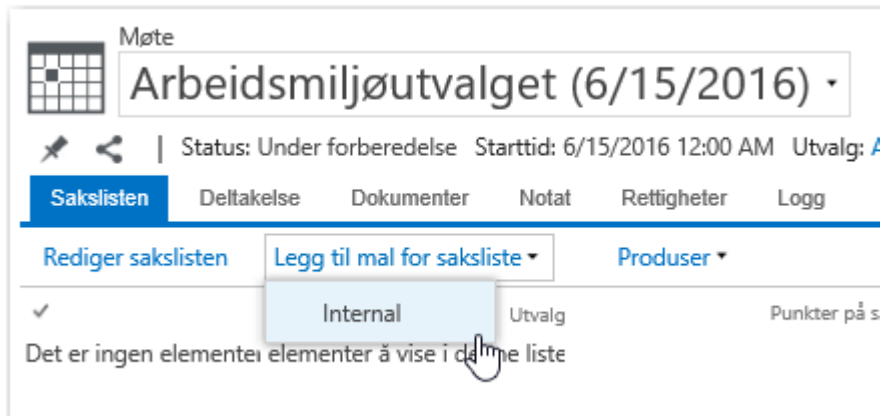 Møte
Arbeidsmiljøutvalget (6/15/2016)
Status: Under forberedelse Starttid: 6/15/2016 12:00 AM Utvalg:
Sakslisten Deltakelse Dokumenter Notat Rettigheter Logg
Rediger sakslisten Legg til mal for saksliste Produser
Internal
Utvalg Punkter på
Det er ingen elementer elementer å vise i denne liste